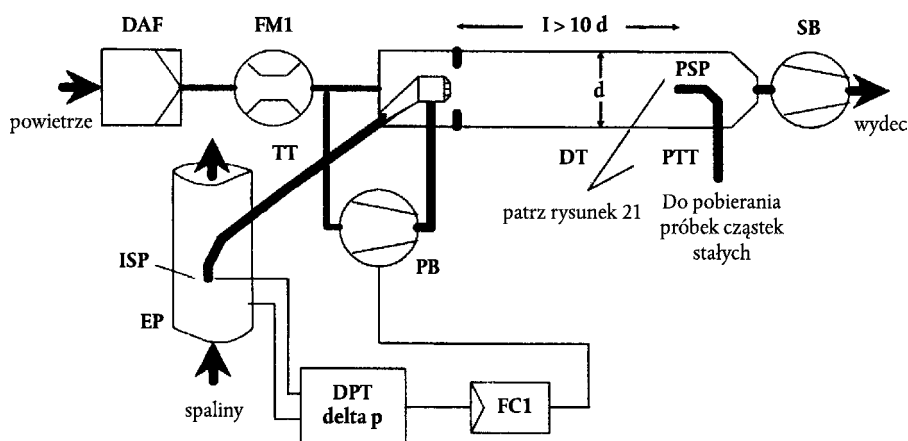 DAF
FM1
l > 10 d
SB
PSP
d
powietrze
wydec
TT
DT
PTT
patrz rysunek 21
Do pobierania
próbek cząstek
stałych
ISP
PB
EP
spaliny
DPT
delta p
FC1